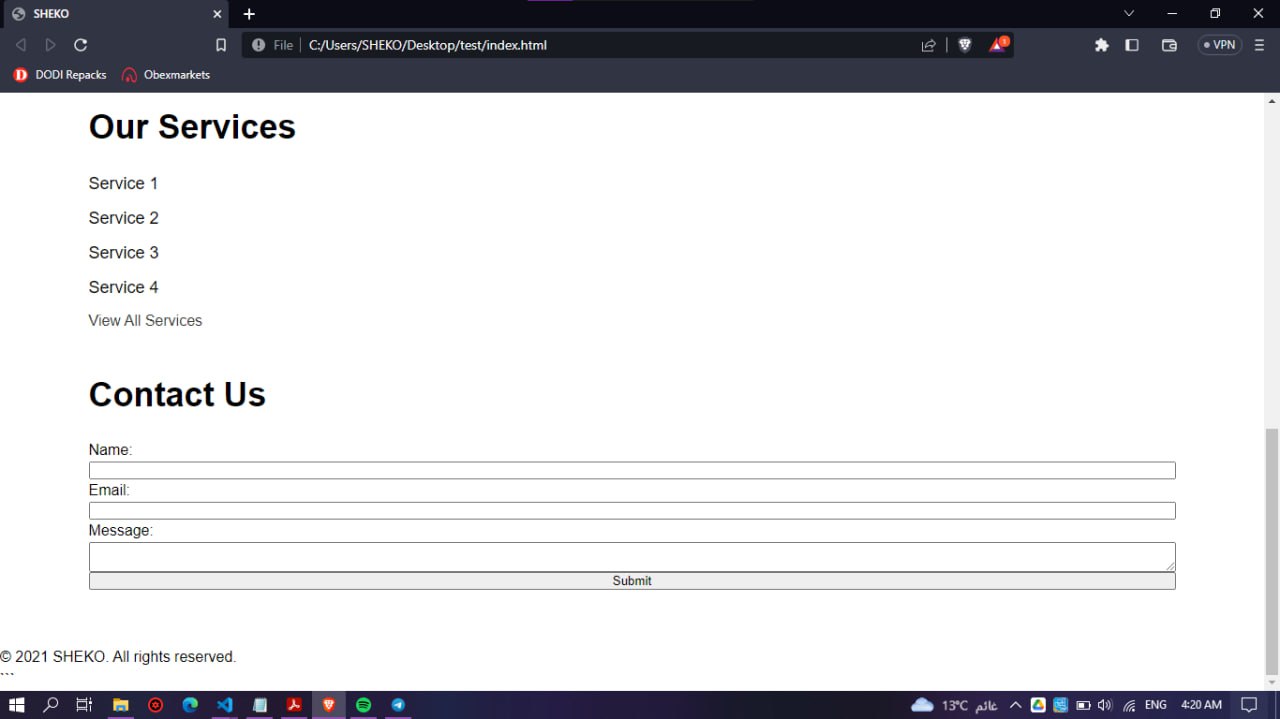 SHEKO
File C:/Users/SHEKO/Desktop/test/index.html
1
VPN
DODI Repacks Obexmarkets
Our Services
Service 1
Service 2
Service 3
Service 4
View All Services
Contact Us
Name:
Email:
Message:
Submit
© 2021 SHEKO. All rights reserved.
```
13°C غائم ENG 4:20 AM